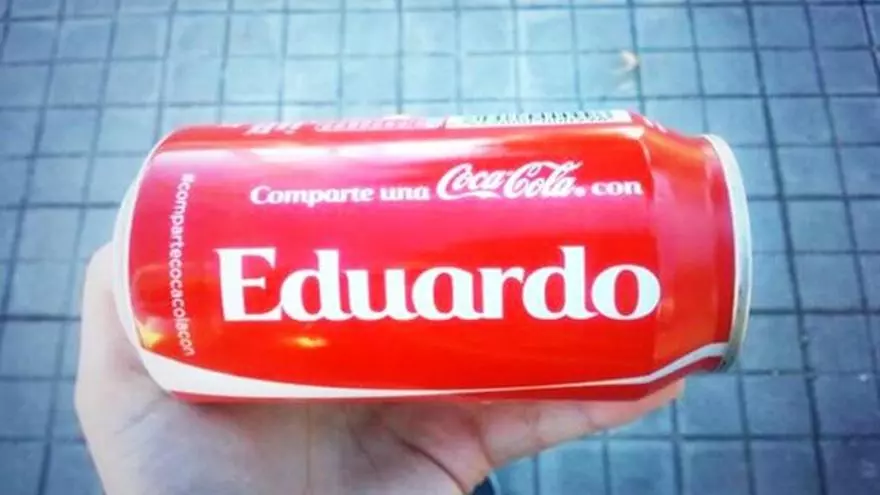 Comparte una Coca-Cola® con
Eduardo
#compartecocacolacon